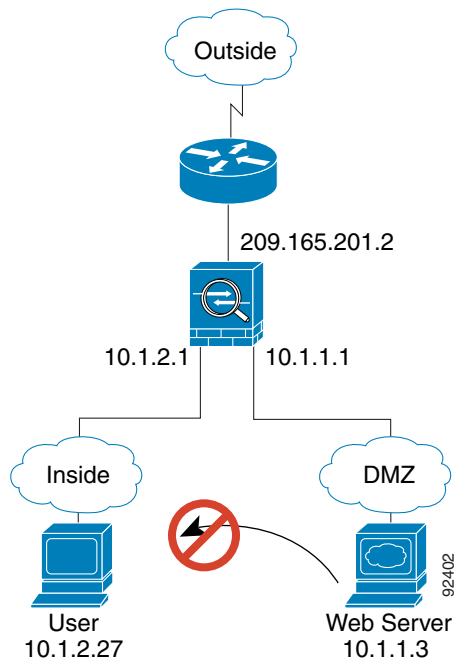 Outside
209.165.201.2
10.1.2.1
10.1.1.1
Inside
DMZ
User
10.1.2.27
Web Server
10.1.1.3
92402